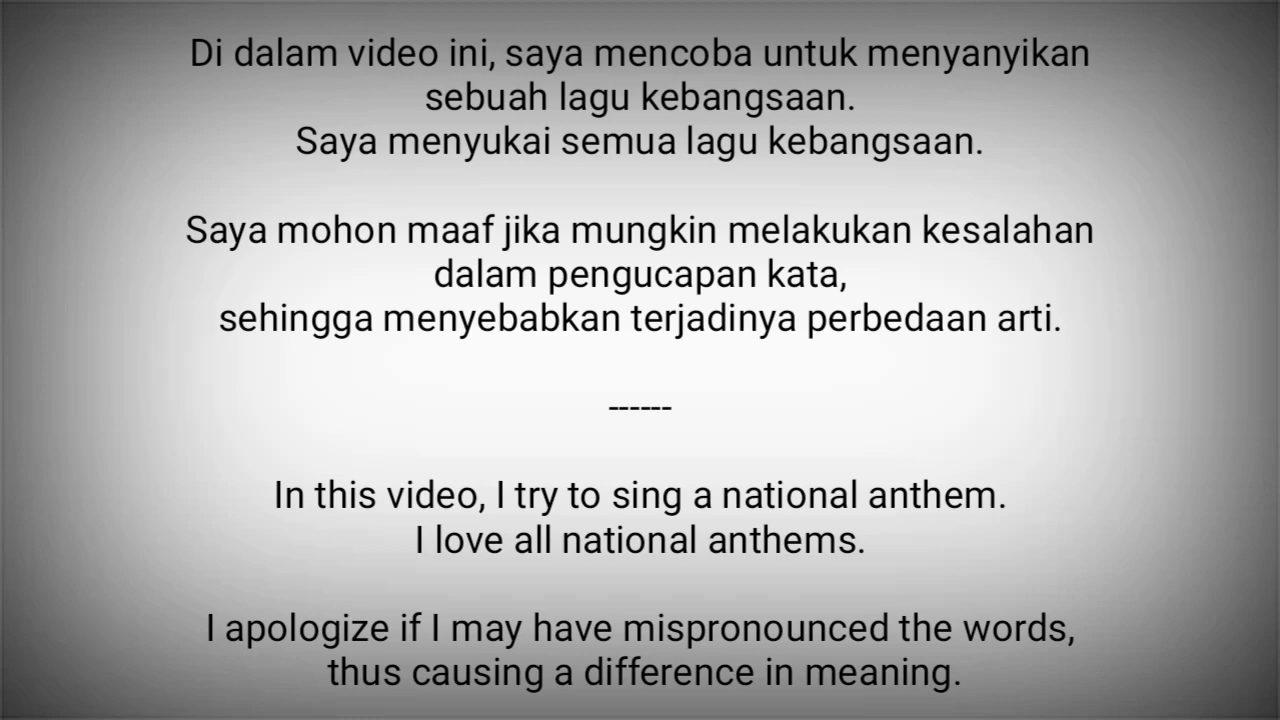 Di dalam video ini, saya mencoba untuk menyanyikan
sebuah lagu kebangsaan.
Saya menyukai semua lagu kebangsaan.
Saya mohon maaf jika mungkin melakukan kesalahan
dalam pengucapan kata,
sehingga menyebabkan terjadinya perbedaan arti.
------
In this video, I try to sing a national anthem.
I love all national anthems.
I apologize if I may have mispronounced the words,
thus causing a difference in meaning.